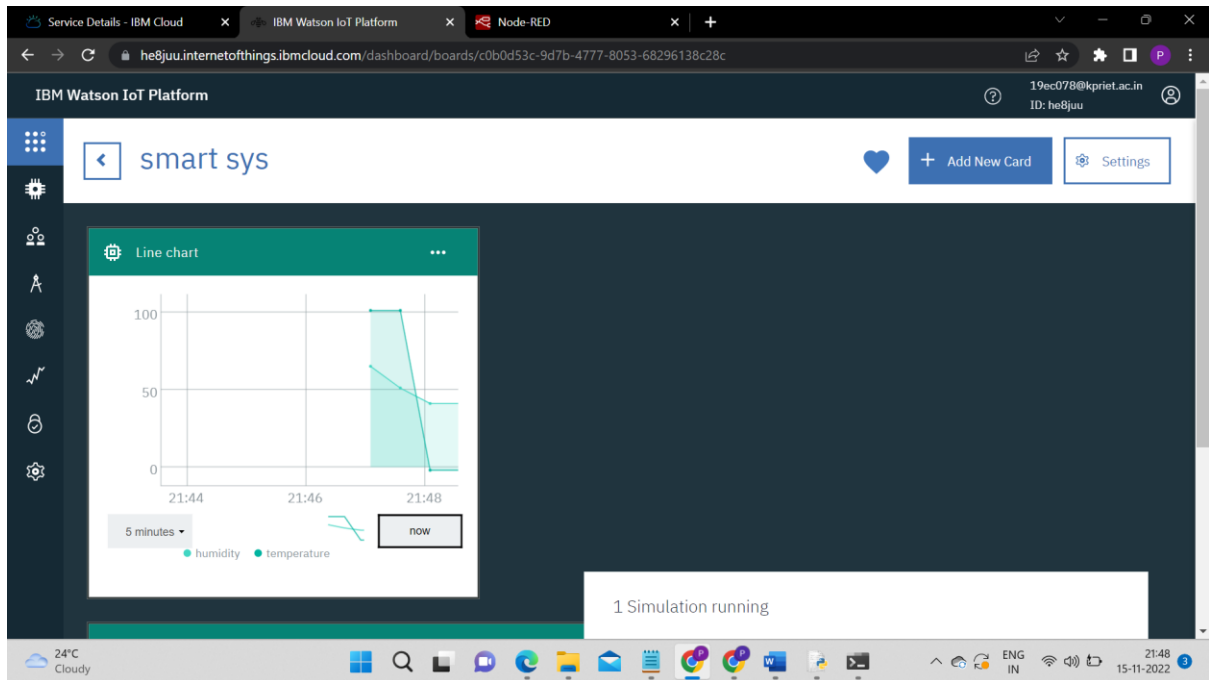 Service Details - IBM Cloud
IBM Watson IoT Platform
Node-RED
he8juu.internetofthings.ibmcloud.com/dashboard/boards/c0b0d53c-9d7b-4777-8053-68296138c28c
P
IBM Watson IoT Platform
19ec078@kpriet.ac.in
ID: he8juu
smart sys
+ Add New Card
Settings
Line chart
100
50
0
21:44 21:46 21:48
5 minutes
now
humidity temperature
1 Simulation running
24°C
Cloudy
ENG
IN
21:48
15-11-2022
3